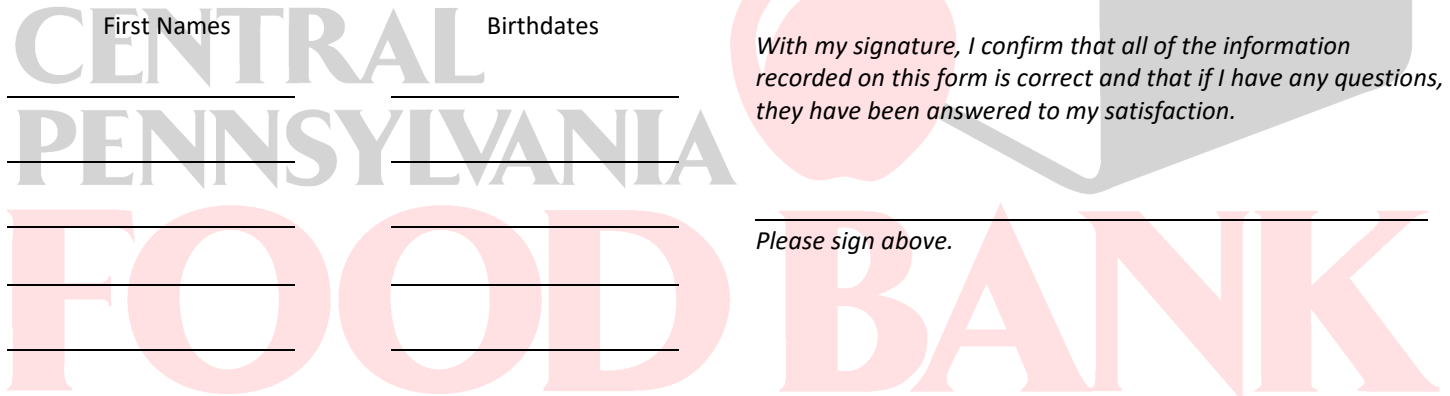 First Names
Birthdates
With my signature, I confirm that all of the information
recorded on this form is correct and that if I have any questions,
they have been answered to my satisfaction.
Please sign above.
CENTRAL
PENNSYLVANIA
FOOD BANK